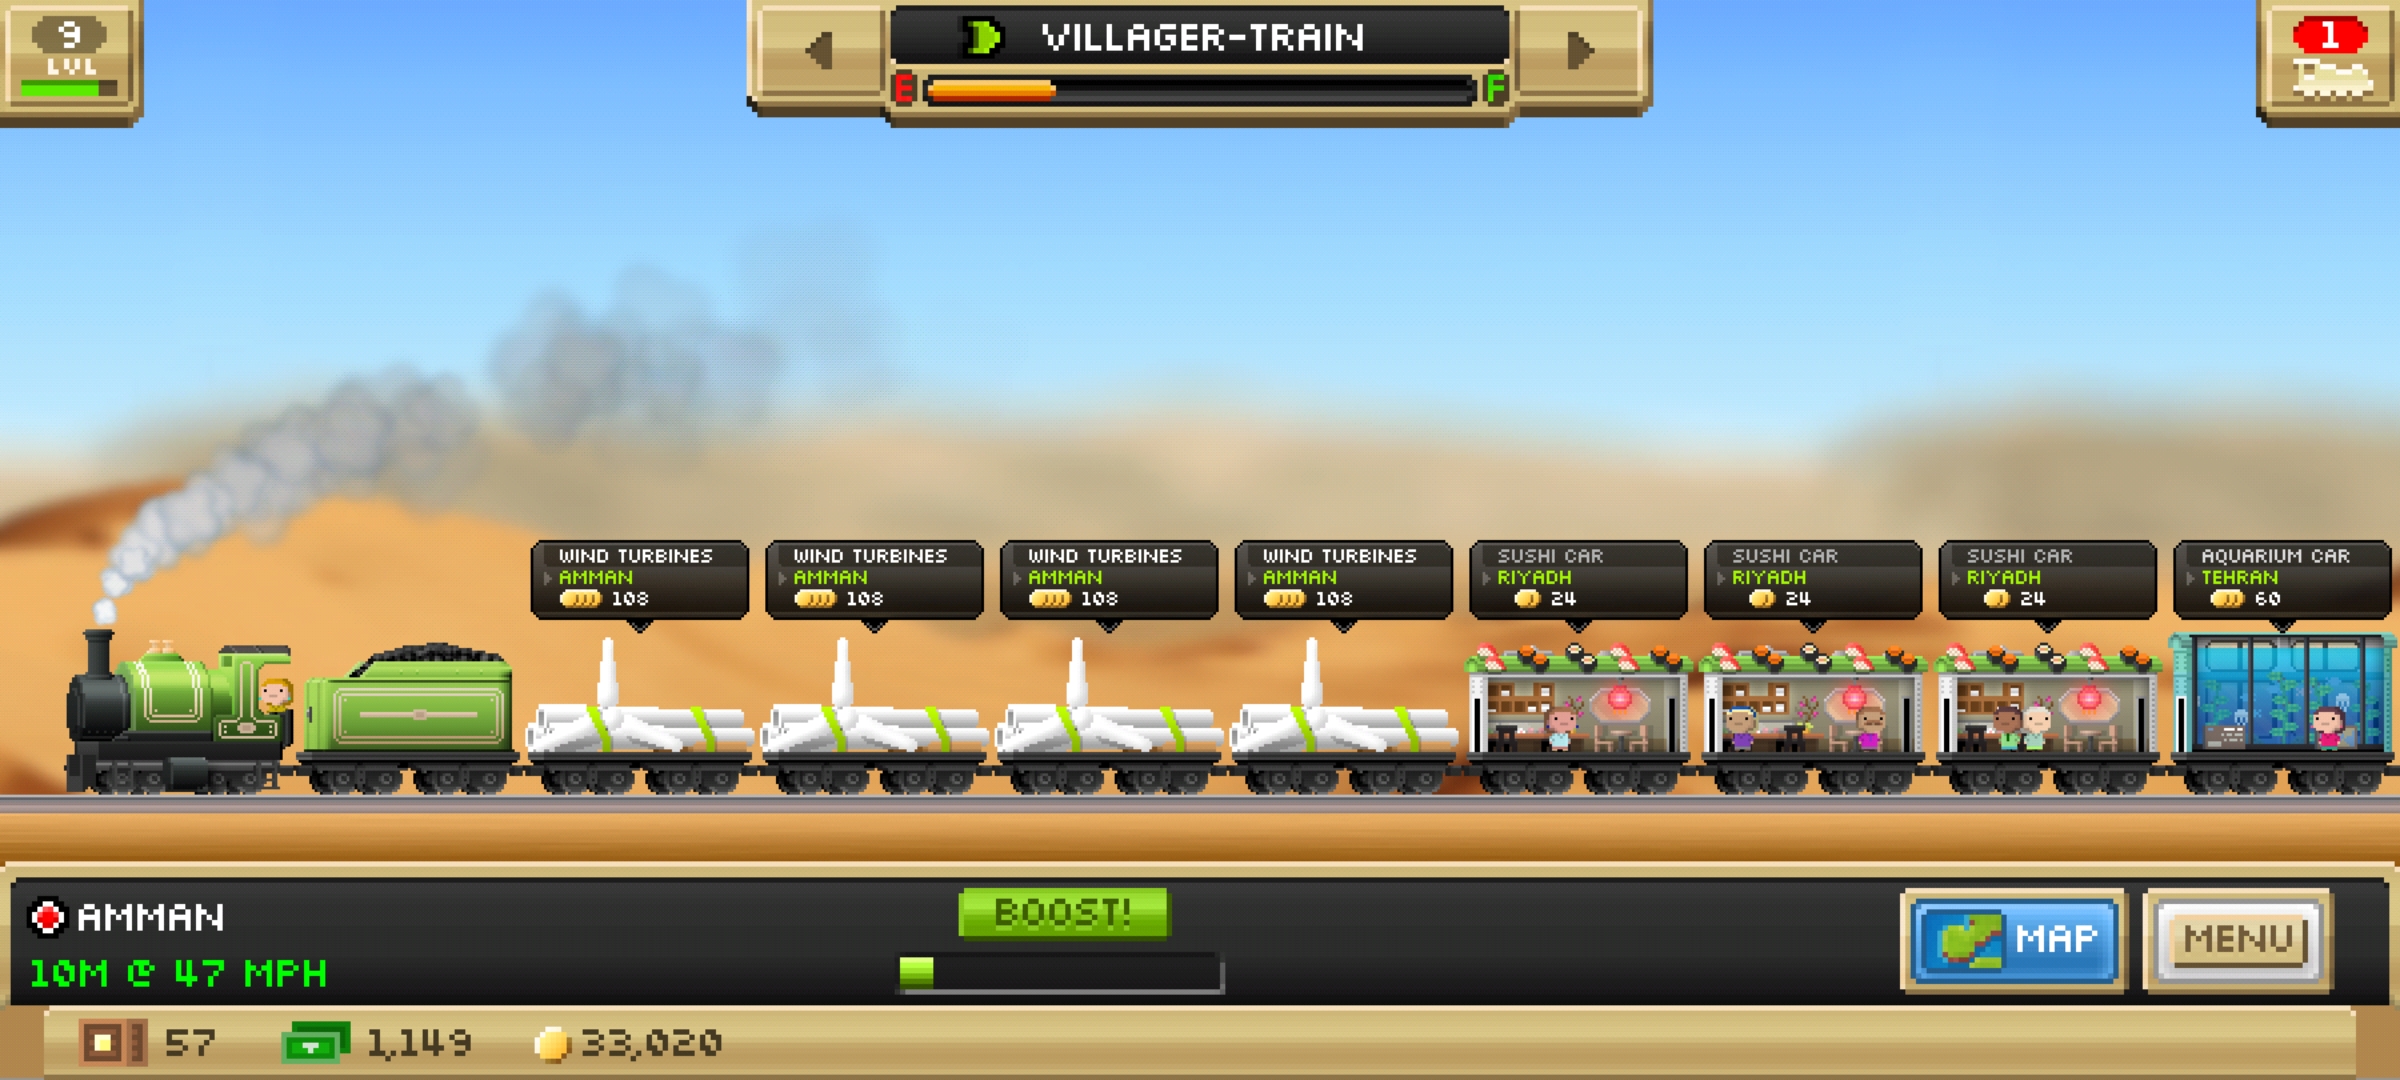 9
LVL
VILLAGER-TRAIN
E F
1
WIND TURBINES
AMMAN
108
WIND TURBINES
AMMAN
108
WIND TURBINES
AMMAN
108
WIND TURBINES
AMMAN
108
SUSHI CAR
RIYADH
24
SUSHI CAR
RIYADH
24
SUSHI CAR
RIYADH
24
AQUARIUM CAR
TEHRAN
60
AMMAN
10M @ 47 MPH
BOOST!
MAP
MENU
57
1,149
33,020